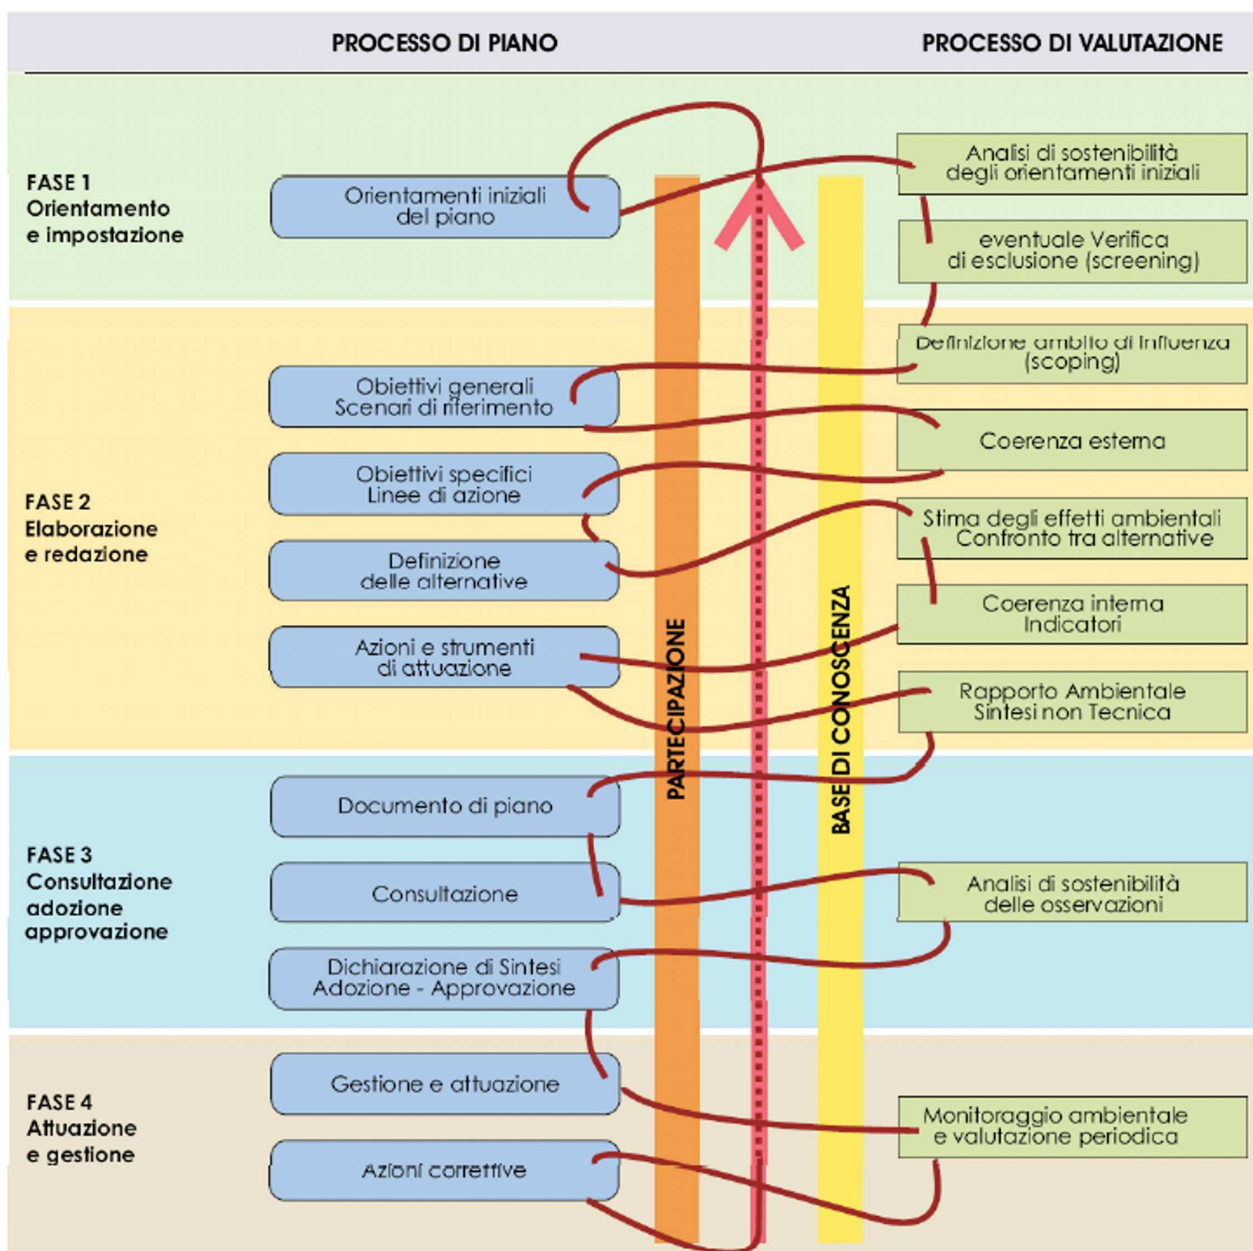 PROCESSO DI PIANO
PROCESSO DI VALUTAZIONE
FASE 1
Orientamento
e impostazione
Orientamenti iniziali
del piano
Analisi di sostenibilità
degli orientamenti iniziali
eventuale Verifica
di esclusione (screening)
FASE 2
Elaborazione
e redazione
Definizione ambito di influenza
(scoping)
Obiettivi generali
Scenari di riferimento
Coerenza esterna
Obiettivi specifici
Linee di azione
Stima degli effetti ambientali
Confronto tra alternative
Definizione
delle alternative
Coerenza interna
Indicatori
Azioni e strumenti
di attuazione
Rapporto Ambientale
Sintesi non Tecnica
PARTECIPAZIONE
BASE DI CONOSCENZA
FASE 3
Consultazione
adozione
approvazione
Documento di piano
Consultazione
Analisi di sostenibilità
delle osservazioni
Dichiarazione di Sintesi
Adozione - Approvazione
FASE 4
Attuazione
e gestione
Gestione e attuazione
Monitoraggio ambientale
e valutazione periodica
Azioni correttive